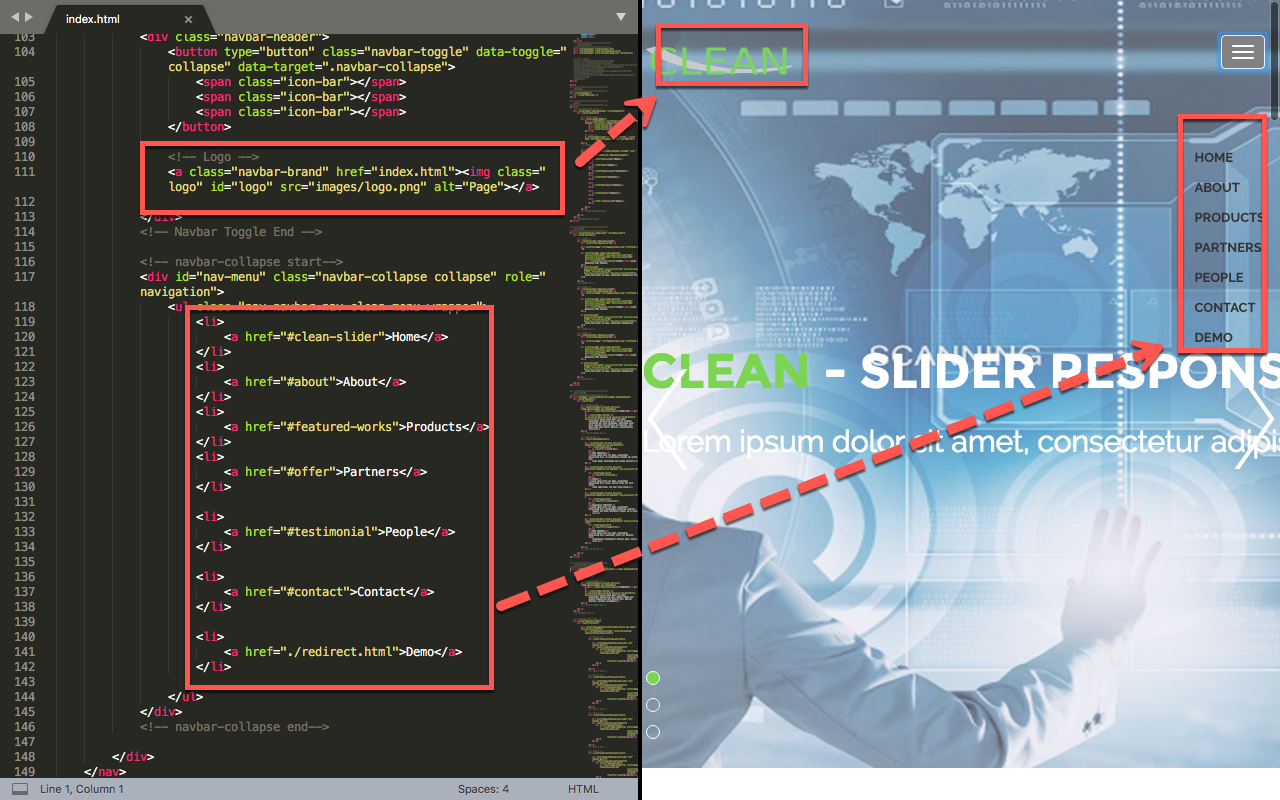 index.html
103 <div class="navbar-header">
104 <button type="button" class="navbar-toggle" data-toggle="
collapse" data-target=".navbar-collapse">
105 <span class="icon-bar"></span>
106 <span class="icon-bar"></span>
107 <span class="icon-bar"></span>
108 </button>
109
110 <!-- Logo -->
111 <a class="navbar-brand" href="index.html"><img class="
logo" id="logo" src="images/logo.png" alt="Page"></a>
112
113 </div>
114 <!-- Navbar Toggle End -->
115
116 <!-- navbar-collapse start-->
117 <div id="nav-menu" class="navbar-collapse collapse" role="
navigation">
118 <ul class="nav navbar-nav clean-menu-wrapper">
119 <li>
120 <a href="#clean-slider">Home</a>
121 </li>
122 <li>
123 <a href="#about">About</a>
124 </li>
125 <li>
126 <a href="#featured-works">Products</a>
127 </li>
128 <li>
129 <a href="#offer">Partners</a>
130 </li>
131
132 <li>
133 <a href="#testimonial">People</a>
134 </li>
135
136 <li>
137 <a href="#contact">Contact</a>
138 </li>
139
140 <li>
141 <a href="./redirect.html">Demo</a>
142 </li>
143
144 </ul>
145 </div>
146 <!-- navbar-collapse end-->
147
148 </div>
149 </nav>
Line 1, Column 1 Spaces: 4 HTML
CLEAN
HOME
ABOUT
PRODUCTS
PARTNERS
PEOPLE
CONTACT
DEMO
SCANNING
CLEAN - SLIDER RESPONS
Lorem ipsum dolor sit amet, consectetur adipis